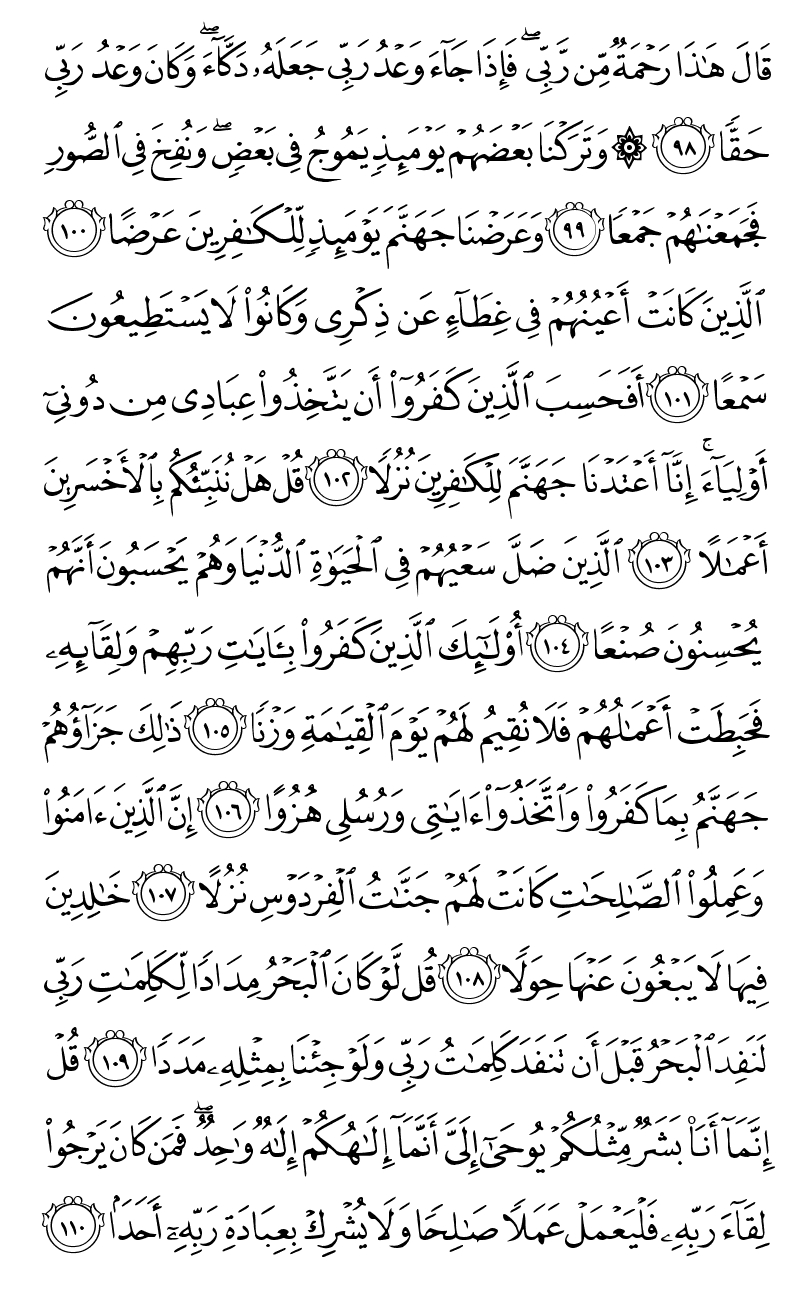 قَالَ هَٰذَا رَحْمَةٌ مِّن رَّبِّى ۖ فَإِذَا جَآءَ وَعْدُ رَبِّى جَعَلَهُۥ دَكَّآءَ ۖ وَكَانَ وَعْدُ رَبِّى
حَقًّا ٩٨ ۞ وَتَرَكْنَا بَعْضَهُمْ يَوْمَئِذٍ يَمُوجُ فِى بَعْضٍ ۖ وَنُفِخَ فِى ٱلصُّورِ
فَجَمَعْنَٰهُمْ جَمْعًا ٩٩ وَعَرَضْنَا جَهَنَّمَ يَوْمَئِذٍ لِّلْكَٰفِرِينَ عَرْضًا ١٠٠
ٱلَّذِينَ كَانَتْ أَعْيُنُهُمْ فِى غِطَآءٍ عَن ذِكْرِى وَكَانُوا۟ لَا يَسْتَطِيعُونَ
سَمْعًا ١٠١ أَفَحَسِبَ ٱلَّذِينَ كَفَرُوٓا۟ أَن يَتَّخِذُوا۟ عِبَادِى مِن دُونِىٓ
أَوْلِيَآءَ ۚ إِنَّآ أَعْتَدْنَا جَهَنَّمَ لِلْكَٰفِرِينَ نُزُلًا ١٠٢ قُلْ هَلْ نُنَبِّئُكُم بِٱلْأَخْسَرِينَ
أَعْمَٰلًا ١٠٣ ٱلَّذِينَ ضَلَّ سَعْيُهُمْ فِى ٱلْحَيَوٰةِ ٱلدُّنْيَا وَهُمْ يَحْسَبُونَ أَنَّهُمْ
يُحْسِنُونَ صُنْعًا ١٠٤ أُو۟لَٰٓئِكَ ٱلَّذِينَ كَفَرُوا۟ بِـَٔايَٰتِ رَبِّهِمْ وَلِقَآئِهِۦ
فَحَبِطَتْ أَعْمَٰلُهُمْ فَلَا نُقِيمُ لَهُمْ يَوْمَ ٱلْقِيَٰمَةِ وَزْنًا ١٠٥ ذَٰلِكَ جَزَآؤُهُمْ
جَهَنَّمُ بِمَا كَفَرُوا۟ وَٱتَّخَذُوٓا۟ ءَايَٰتِى وَرُسُلِى هُزُوًا ١٠٦ إِنَّ ٱلَّذِينَ ءَامَنُوا۟
وَعَمِلُوا۟ ٱلصَّٰلِحَٰتِ كَانَتْ لَهُمْ جَنَّٰتُ ٱلْفِرْدَوْسِ نُزُلًا ١٠٧ خَٰلِدِينَ
فِيهَا لَا يَبْغُونَ عَنْهَا حِوَلًا ١٠٨ قُل لَّوْ كَانَ ٱلْبَحْرُ مِدَادًا لِّكَلِمَٰتِ رَبِّى
لَنَفِدَ ٱلْبَحْرُ قَبْلَ أَن تَنفَدَ كَلِمَٰتُ رَبِّى وَلَوْ جِئْنَا بِمِثْلِهِۦ مَدَدًا ١٠٩ قُلْ
إِنَّمَآ أَنَا۠ بَشَرٌ مِّثْلُكُمْ يُوحَىٰٓ إِلَىَّ أَنَّمَآ إِلَٰهُكُمْ إِلَٰهٌ وَٰحِدٌ ۖ فَمَن كَانَ يَرْجُوا۟
لِقَآءَ رَبِّهِۦ فَلْيَعْمَلْ عَمَلًا صَٰلِحًا وَلَا يُشْرِكْ بِعِبَادَةِ رَبِّهِۦٓ أَحَدًۢا ١١٠